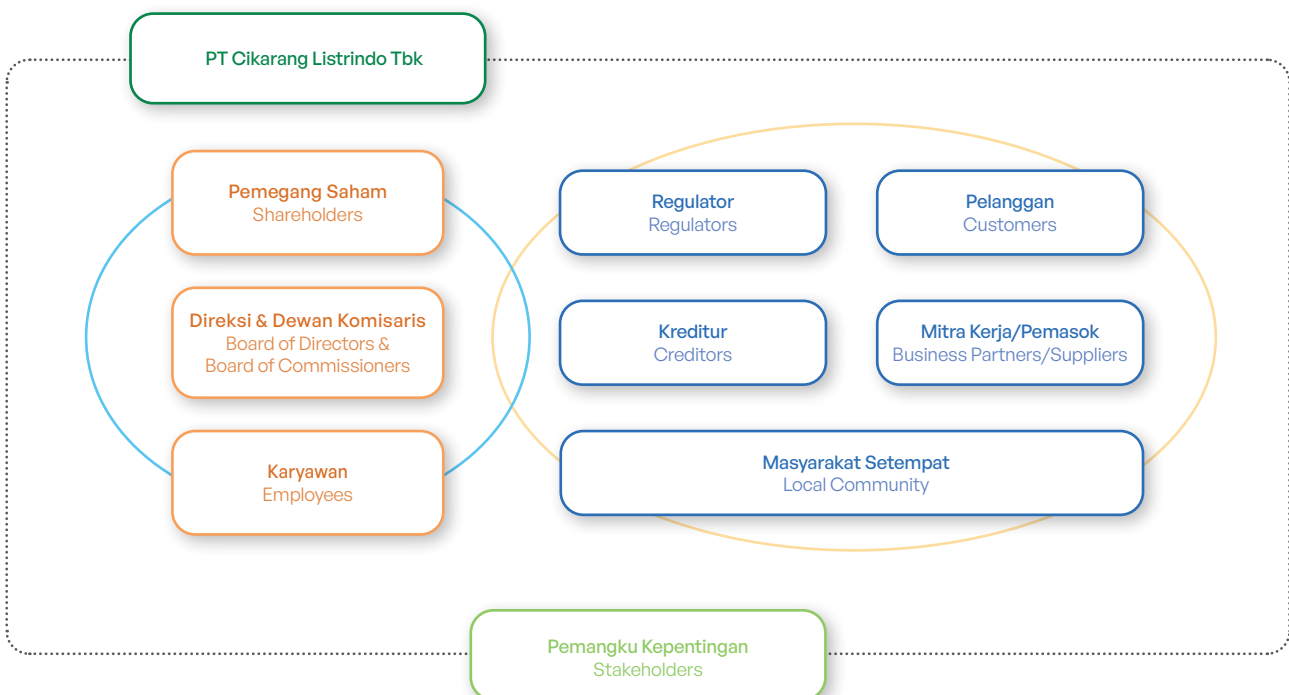 PT Cikarang Listrindo Tbk
Pemegang Saham
Shareholders
Direksi & Dewan Komisaris
Board of Directors &
Board of Commissioners
Karyawan
Employees
Regulator
Regulators
Pelanggan
Customers
Kreditur
Creditors
Mitra Kerja/Pemasok
Business Partners/Suppliers
Masyarakat Setempat
Local Community
Pemangku Kepentingan
Stakeholders